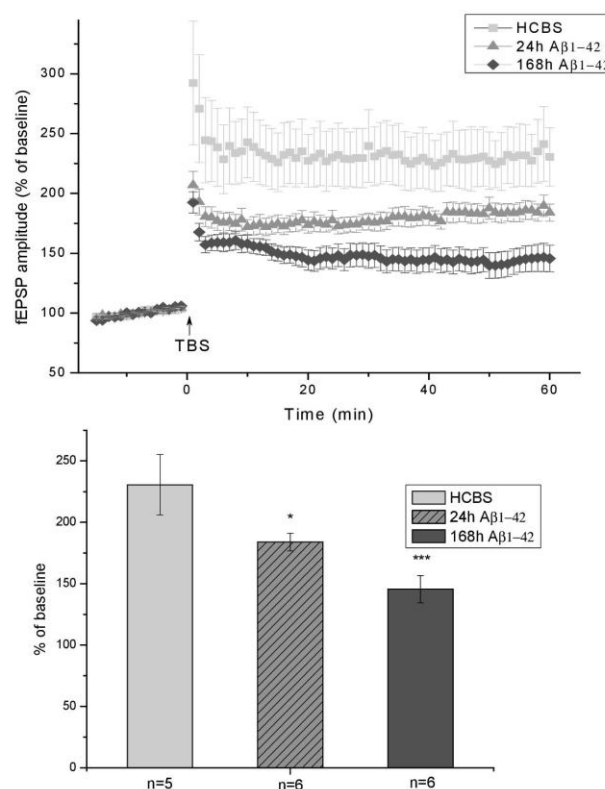 HCBS
24h Aβ1–42
168h Aβ1–42
fEPSP amplitude (% of baseline)
300
250
200
150
100
50
TBS
0
20
40
60
Time (min)
HCBS
24h Aβ1–42
168h Aβ1–42
% of baseline
250
200
150
100
50
0
*
***
n=5
n=6
n=6